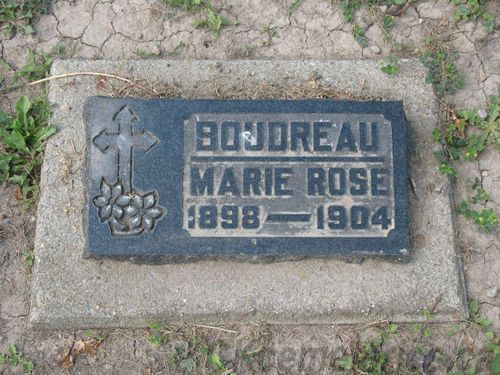 BOUDREAU
MARIE ROSE
1898 — 1904